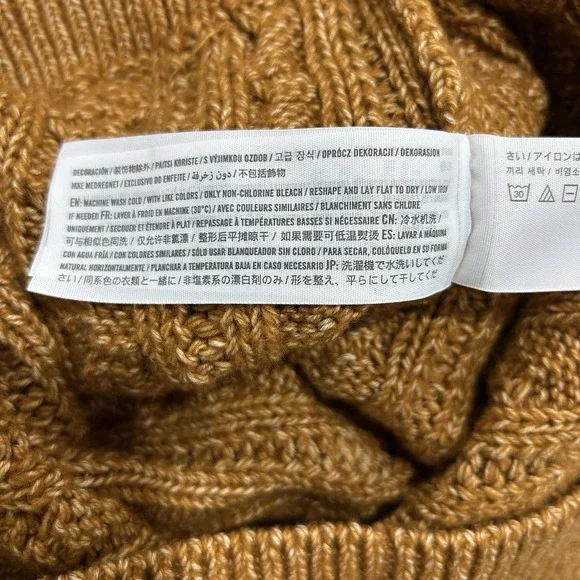 DECORACIÓN / 装饰物除外 / PAITSI KORISTE / S VÝJIMKOU OZDOB / 고급 장식 / OPRÓCZ DEKORACJI / DEKORASJON
IKKE MEDREGNET / EXCLUSIVO DO ENFEITE / دون زخرفة / 不包括飾物
EN: MACHINE WASH COLD / WITH LIKE COLORS / ONLY NON-CHLORINE BLEACH / RESHAPE AND LAY FLAT TO DRY / LOW IRON
IF NEEDED FR: LAVER À FROID EN MACHINE (30°C) / AVEC COULEURS SIMILAIRES / BLANCHIMENT SANS CHLORE
UNIQUEMENT / SECOUER ET ÉTENDRE À PLAT / REPASSAGE À TEMPÉRATURES BASSES SI NÉCESSAIRE CN: 冷水机洗 /
可与相似色同洗 / 仅允许非氯漂 / 整形后平摊晾干 / 如果需要可低温熨烫 ES: LAVAR A MÁQUINA
CON AGUA FRÍA / CON COLORES SIMILARES / SÓLO USAR BLANQUEADOR SIN CLORO / PARA SECAR, COLÓQUELO EN SU FORMA
NATURAL HORIZONTALMENTE / PLANCHAR A TEMPERATURA BAJA EN CASO NECESARIO JP: 洗濯機で水洗いしてくだ
さい / 同系色の衣類と一緒に / 非塩素系の漂白剤のみ / 形を整え、平らにして干してくだ
さい / アイロンは
끼리 세탁 / 비염소
30